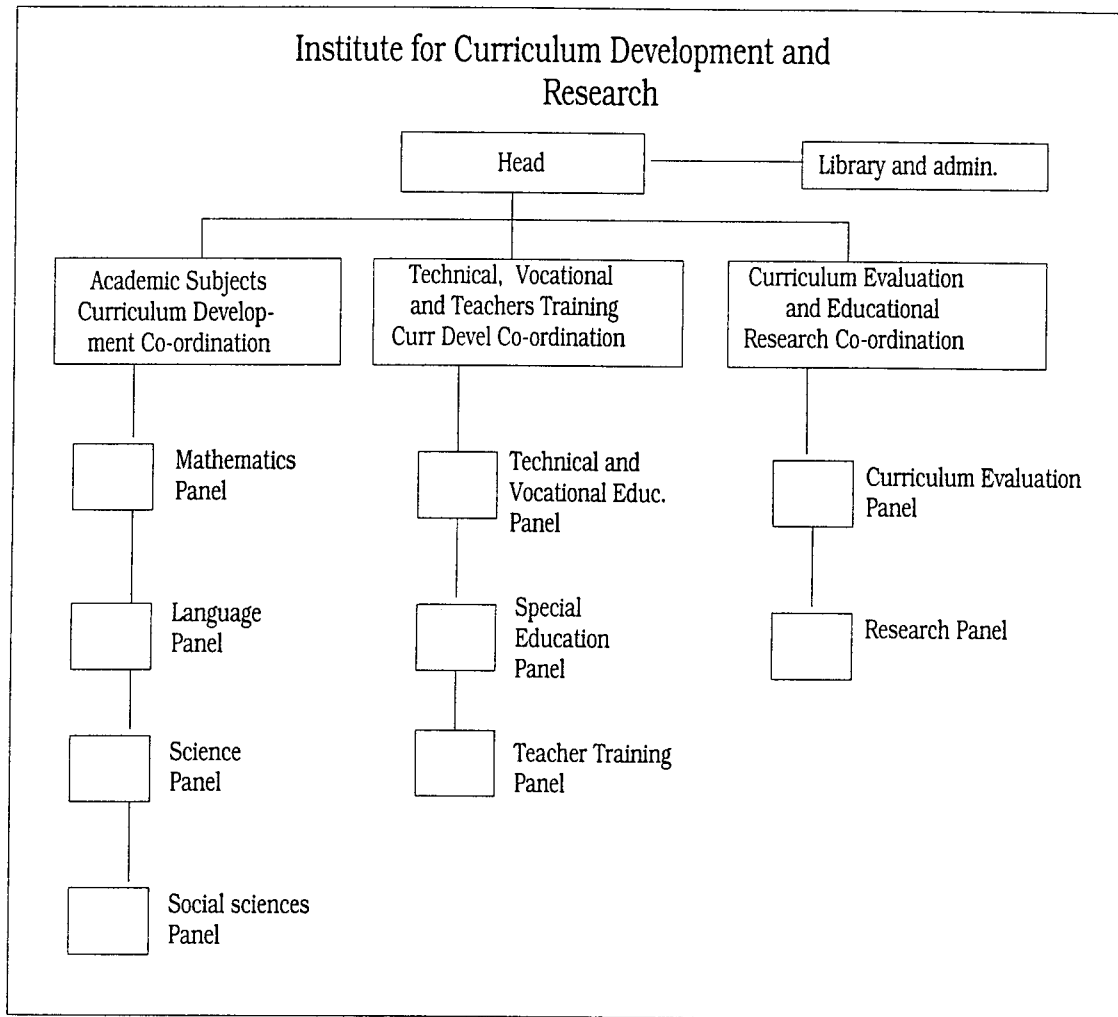 Institute for Curriculum Development and
Research
Head
Library and admin.
Academic Subjects
Curriculum Develop-
ment Co-ordination
Technical, Vocational
and Teachers Training
Curr Devel Co-ordination
Curriculum Evaluation
and Educational
Research Co-ordination
Mathematics
Panel
Language
Panel
Science
Panel
Social sciences
Panel
Technical and
Vocational Educ.
Panel
Special
Education
Panel
Teacher Training
Panel
Curriculum Evaluation
Panel
Research Panel